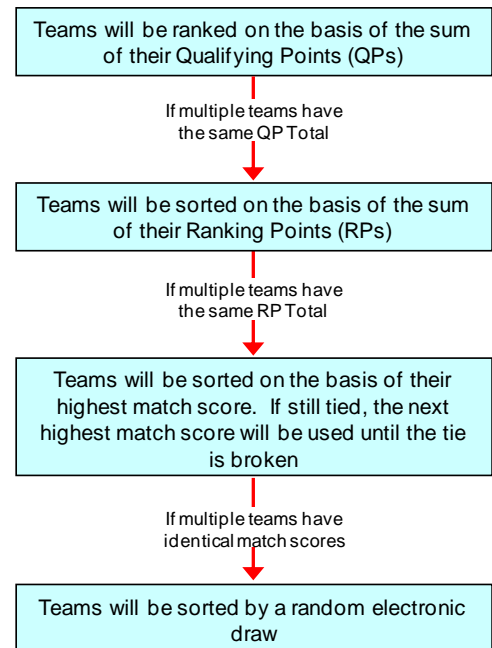 Teams will be ranked on the basis of the sum
of their Qualifying Points (QPs)
If multiple teams have
the same QP Total
Teams will be sorted on the basis of the sum
of their Ranking Points (RPs)
If multiple teams have
the same RP Total
Teams will be sorted on the basis of their
highest match score. If still tied, the next
highest match score will be used until the tie
is broken
If multiple teams have
identical match scores
Teams will be sorted by a random electronic
draw